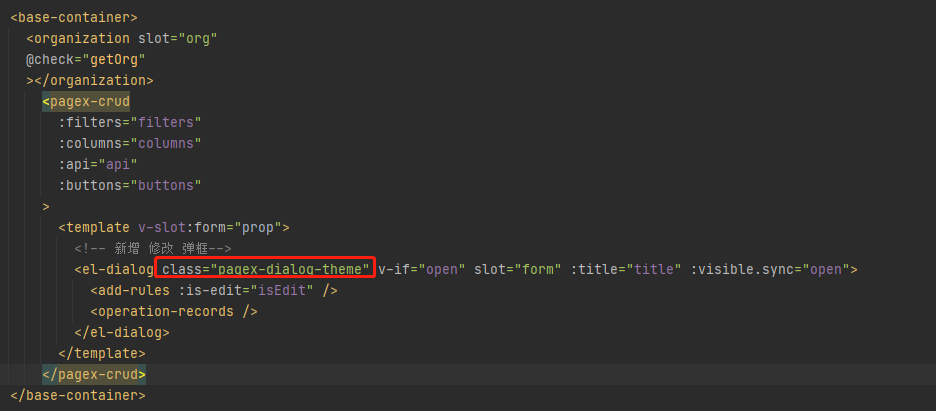 <base-container>
<organization slot="org"
@check="getOrg"
></organization>
<pagex-crud
:filters="filters"
:columns="columns"
:api="api"
:buttons="buttons"
>
<template v-slot:form="prop">
<!-- 新增 修改 弹框-->
<el-dialog class="pagex-dialog-theme" v-if="open" slot="form" :title="title" :visible.sync="open">
<add-rules :is-edit="isEdit" />
<operation-records />
</el-dialog>
</template>
</pagex-crud>
</base-container>